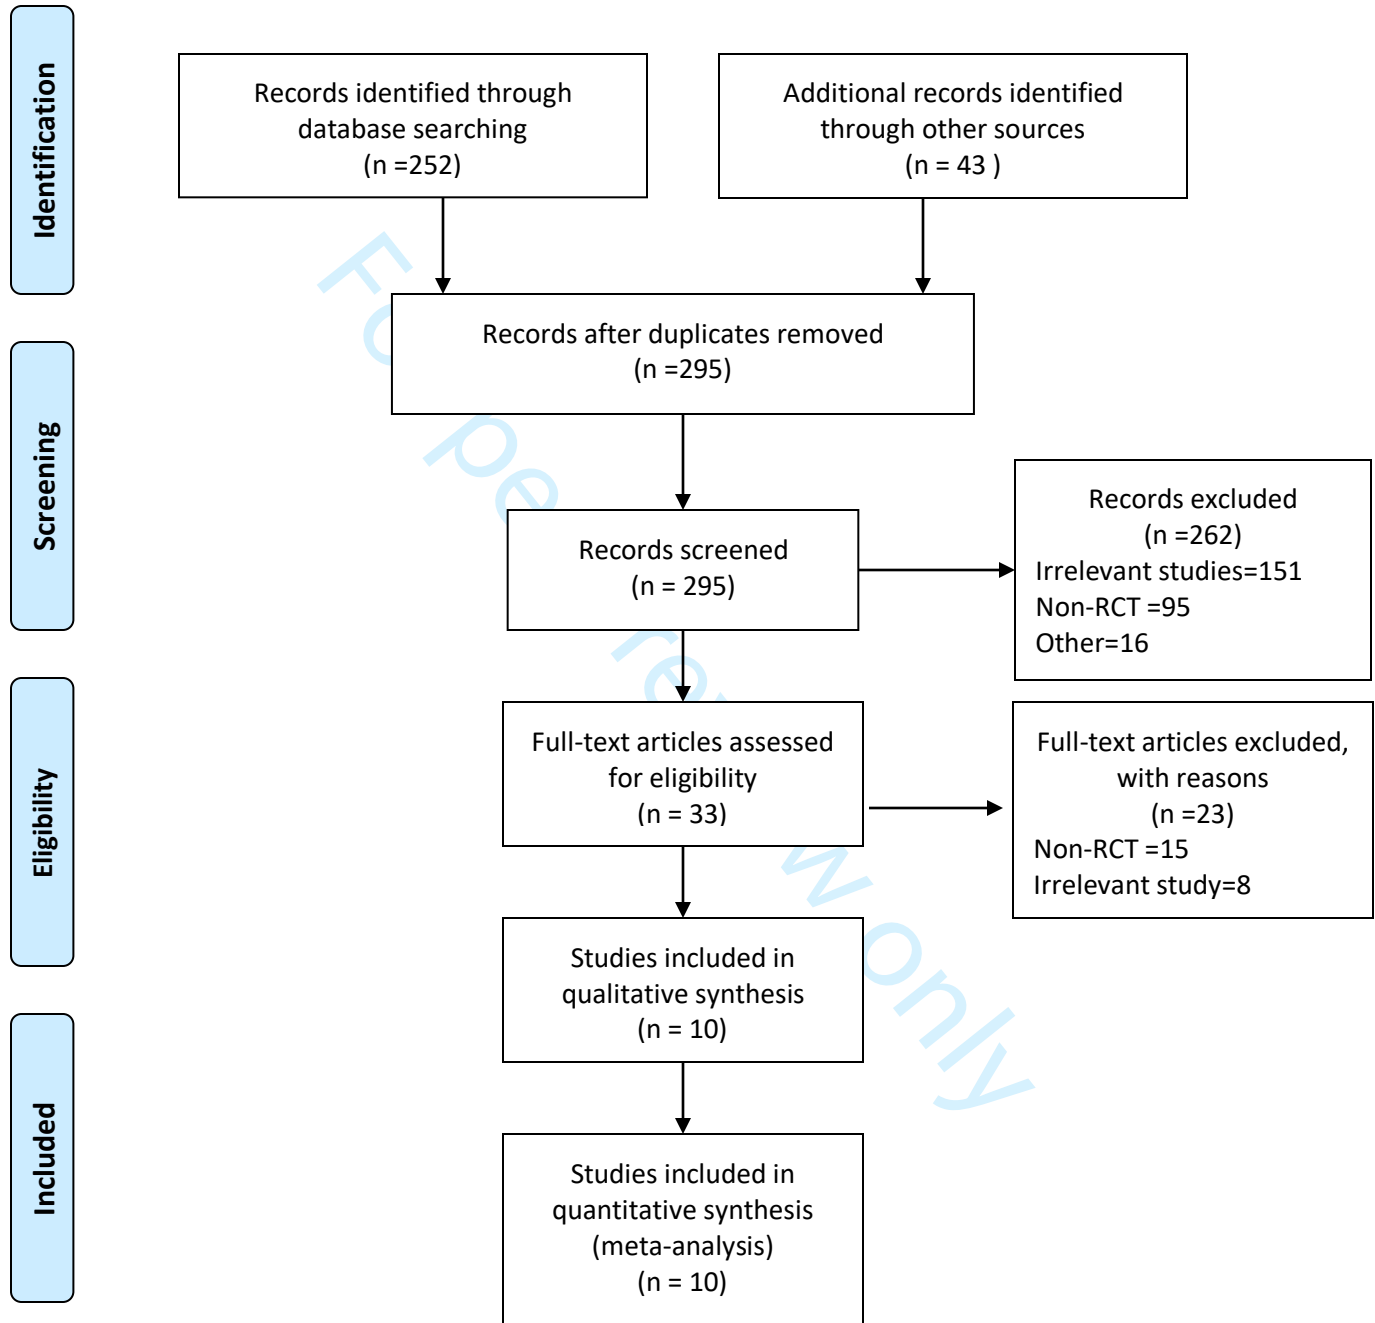 Identification
Records identified through
database searching
(n =252)
Additional records identified
through other sources
(n = 43 )
Records after duplicates removed
(n =295)
Screening
Records screened
(n = 295)
Records excluded
(n =262)
Irrelevant studies=151
Non-RCT =95
Other=16
Eligibility
Full-text articles assessed
for eligibility
(n = 33)
Full-text articles excluded,
with reasons
(n =23)
Non-RCT =15
Irrelevant study=8
Studies included in
qualitative synthesis
(n = 10)
Included
Studies included in
quantitative synthesis
(meta-analysis)
(n = 10)
For peer review only